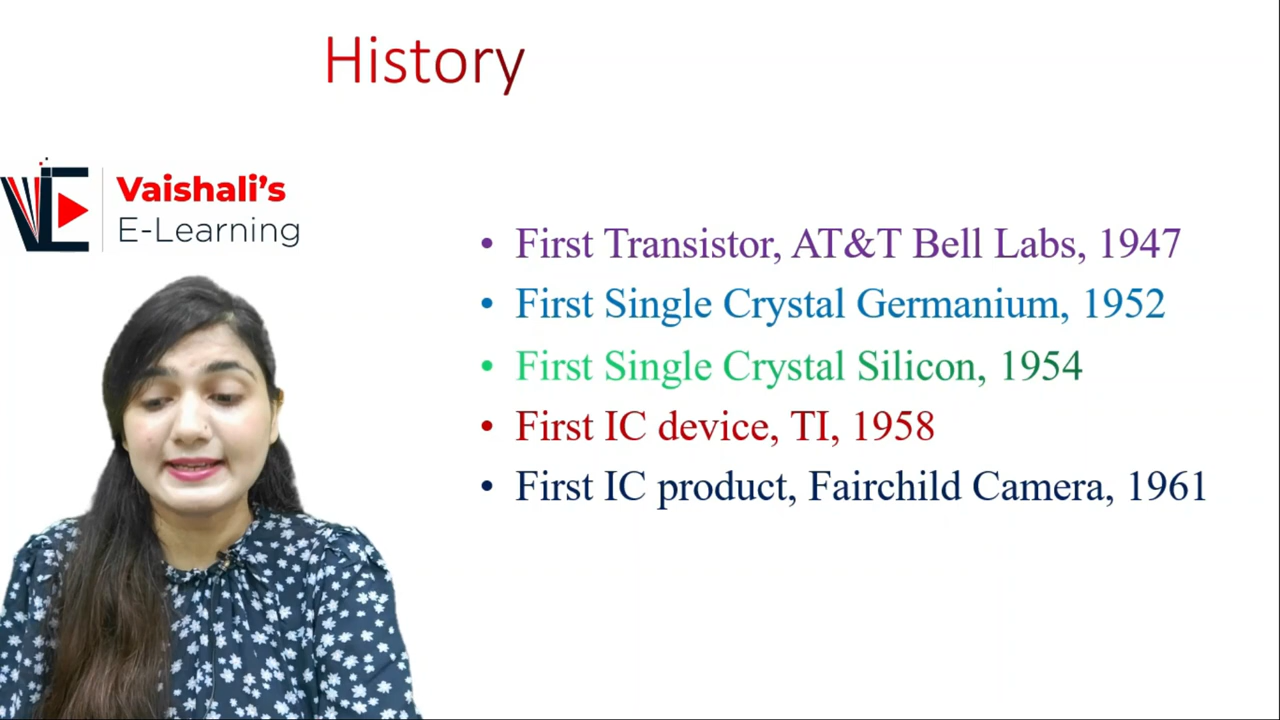 History
Vaishali's
E-Learning
• First Transistor, AT&T Bell Labs, 1947
• First Single Crystal Germanium, 1952
• First Single Crystal Silicon, 1954
• First IC device, TI, 1958
• First IC product, Fairchild Camera, 1961